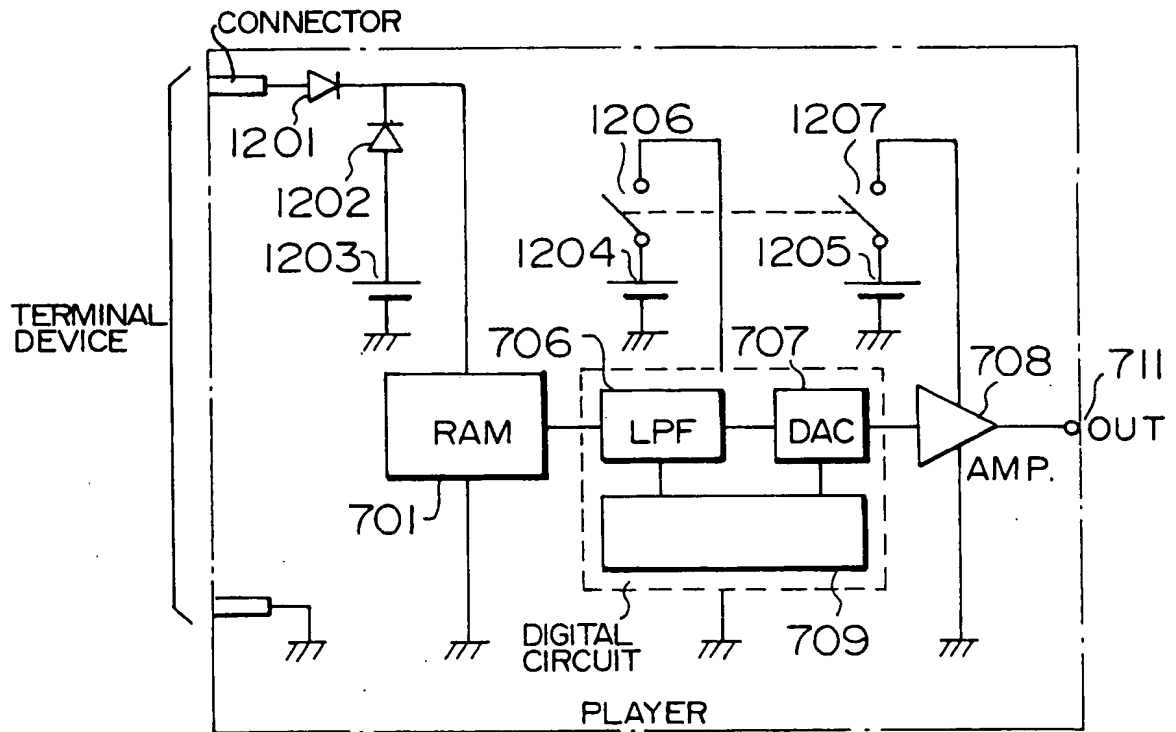 CONNECTOR
1201
1202
1203
1206
1207
1204
1205
TERMINAL
DEVICE
706
707
708
711
RAM
LPF
DAC
OUT
AMP.
701
DIGITAL
CIRCUIT
709
PLAYER